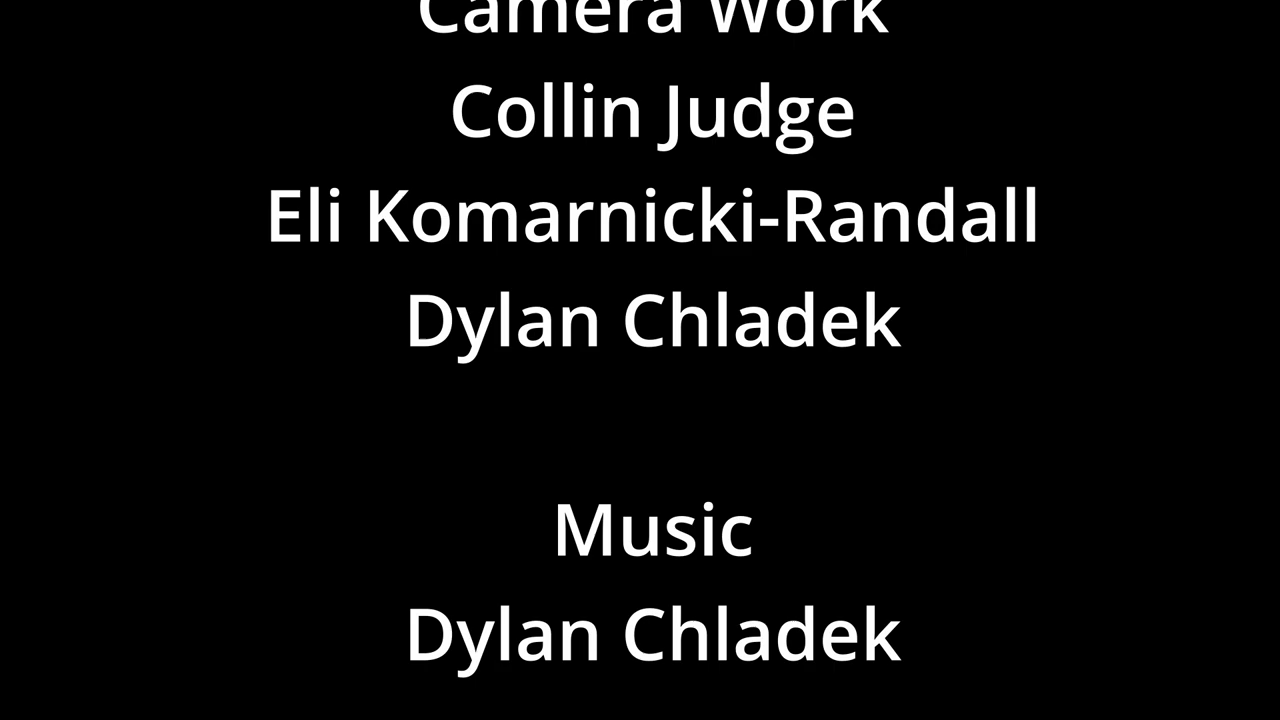 Camera Work
Collin Judge
Eli Komarnicki-Randall
Dylan Chladek
Music
Dylan Chladek